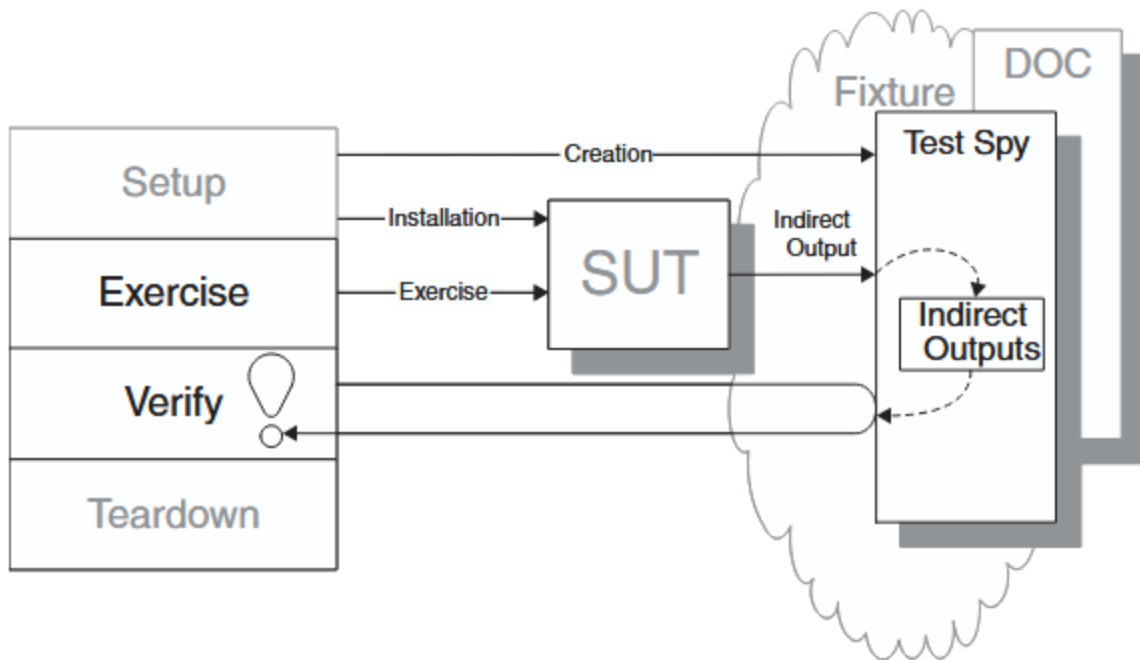 DOC
Fixture
Test Spy
Setup
Creation
Installation
Indirect
Output
SUT
Exercise
Exercise
Indirect
Outputs
Verify
Teardown